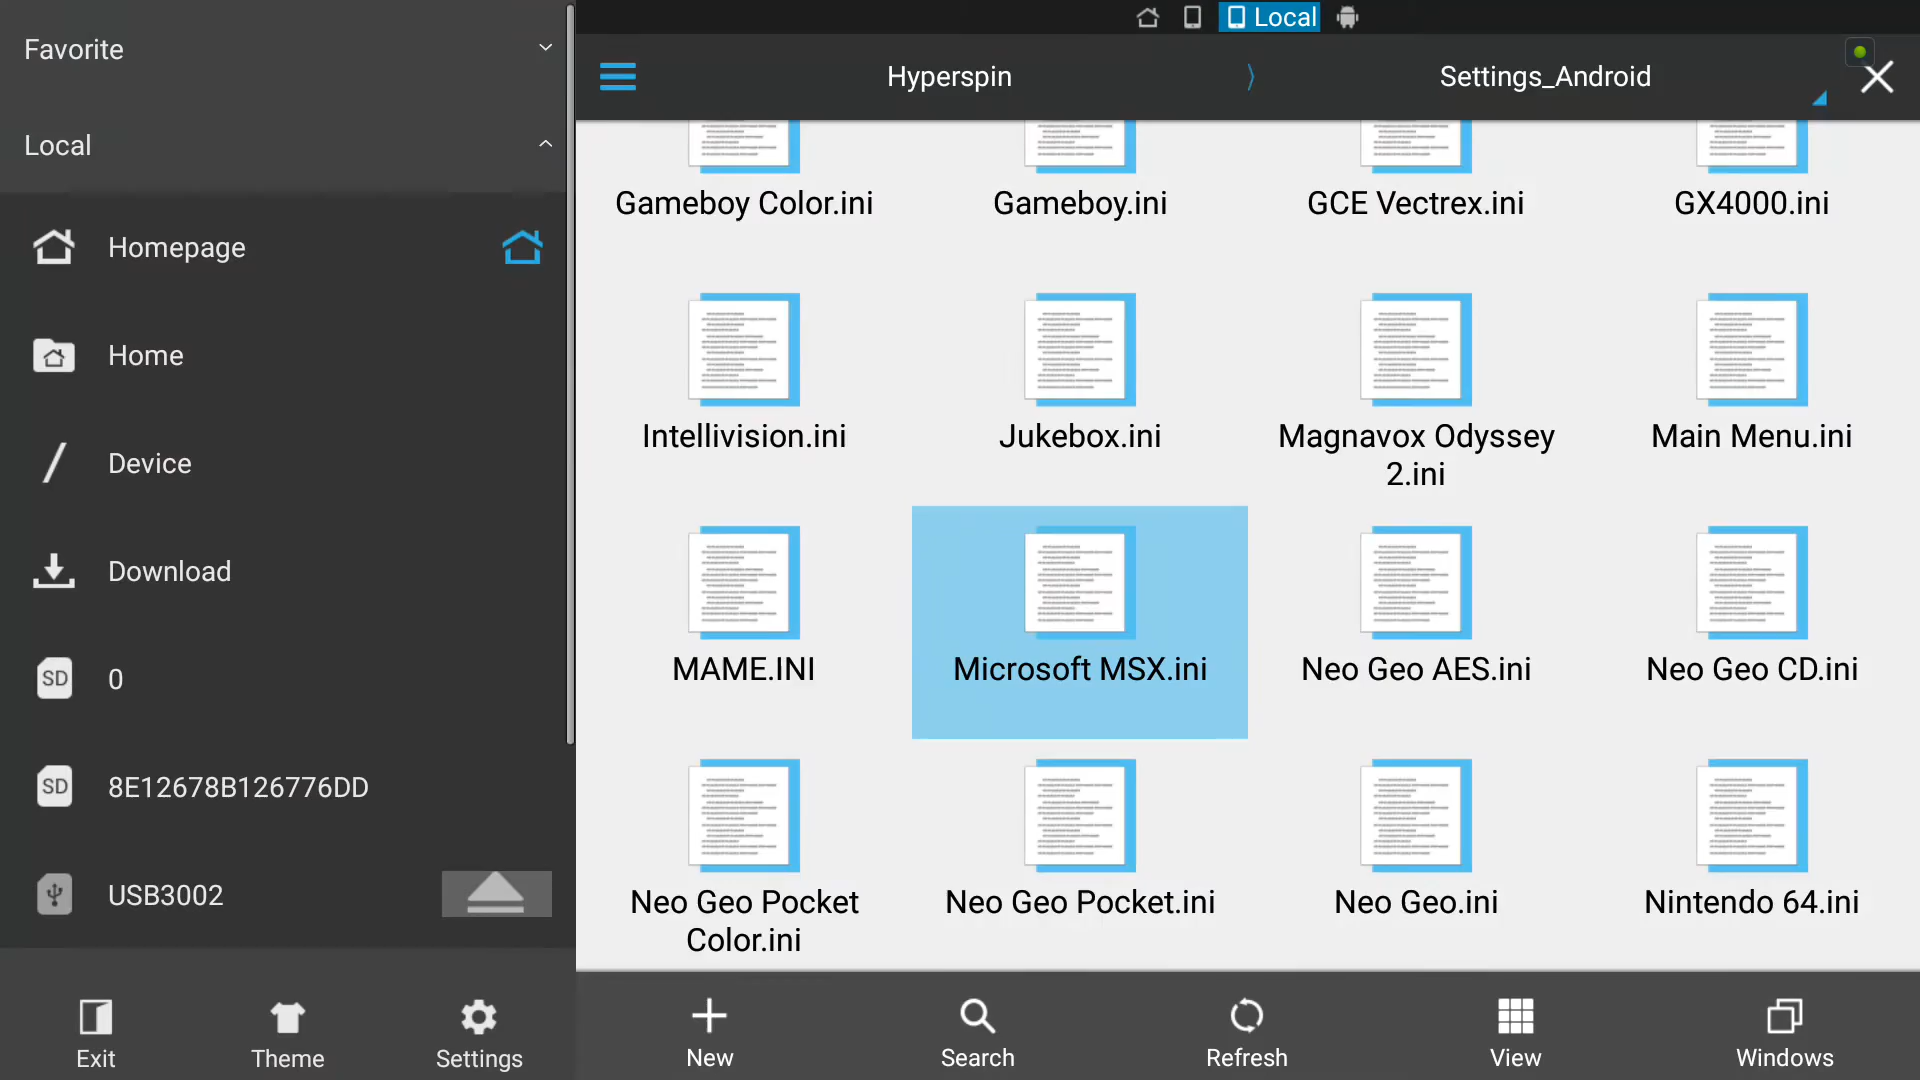 Favorite
Local
Homepage
Home
Device
Download
SD 0
SD 8E12678B126776DD
USB3002
Exit
Theme
Settings
Local
Hyperspin
Settings_Android
Gameboy Color.ini
Gameboy.ini
GCE Vectrex.ini
GX4000.ini
Intellivision.ini
Jukebox.ini
Magnavox Odyssey
2.ini
Main Menu.ini
MAME.INI
Microsoft MSX.ini
Neo Geo AES.ini
Neo Geo CD.ini
Neo Geo Pocket
Color.ini
Neo Geo Pocket.ini
Neo Geo.ini
Nintendo 64.ini
New
Search
Refresh
View
Windows